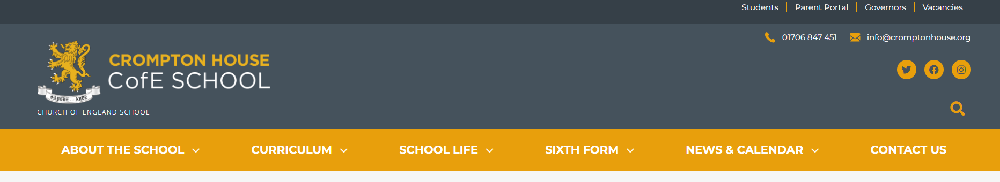 Students Parent Portal Governors Vacancies
01706 847 451 info@cromptonhouse.org
CROMPTON HOUSE
CofE SCHOOL
SAPERE -- AUDE
CHURCH OF ENGLAND SCHOOL
ABOUT THE SCHOOL CURRICULUM SCHOOL LIFE SIXTH FORM NEWS & CALENDAR CONTACT US